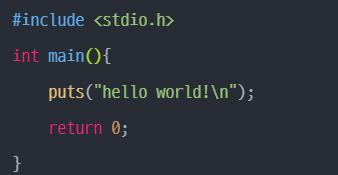 #include <stdio.h>
int main(){
    puts("hello world!\n");
    return 0;
}